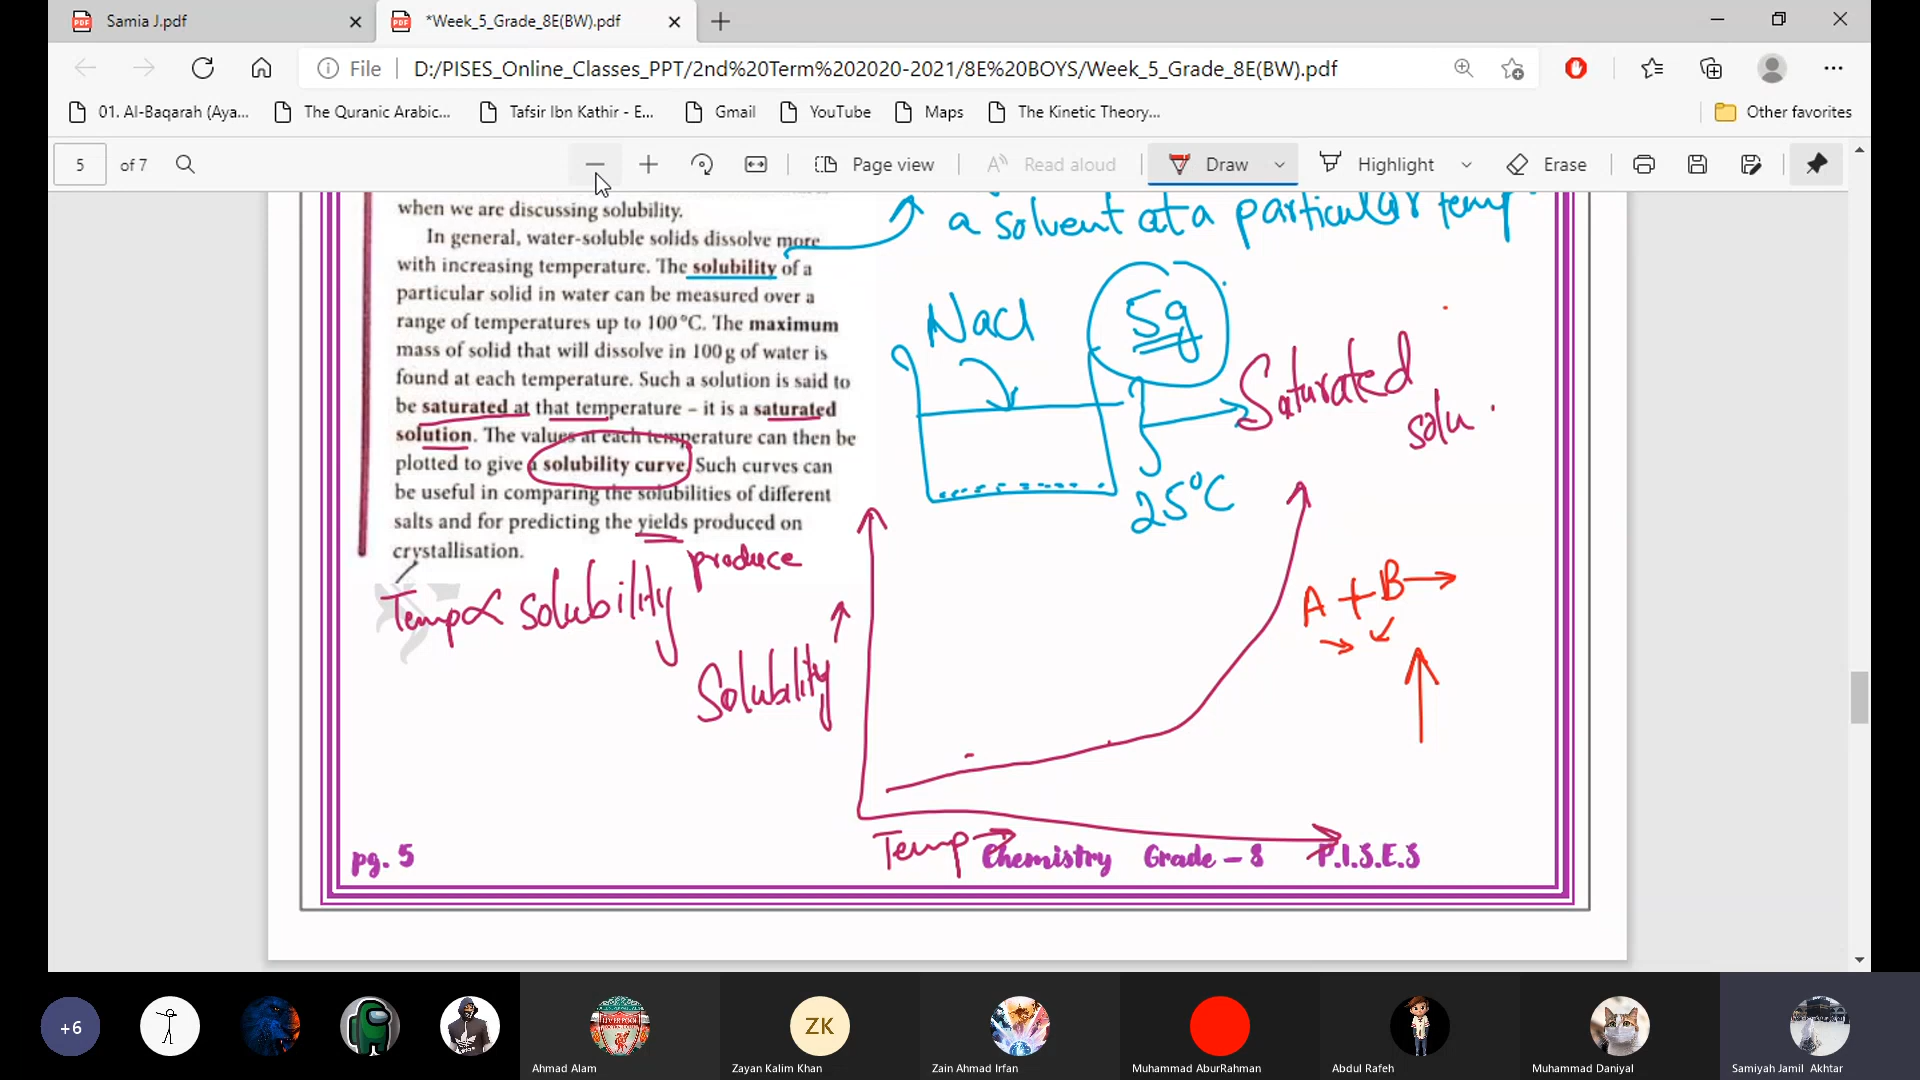 Samia J.pdf
*Week_5_Grade_8E(BW).pdf
File
D:/PISES_Online_Classes_PPT/2nd%20Term%202020-2021/8E%20BOYS/Week_5_Grade_8E(BW).pdf
01. Al-Baqarah (Aya...
The Quranic Arabic...
Tafsir Ibn Kathir - E...
Gmail
YouTube
Maps
The Kinetic Theory...
Other favorites
5 of 7
Page view
Read aloud
Draw
Highlight
Erase
when we are discussing solubility.
In general, water-soluble solids dissolve more
with increasing temperature. The solubility of a
particular solid in water can be measured over a
range of temperatures up to 100 °C. The maximum
mass of solid that will dissolve in 100 g of water is
found at each temperature. Such a solution is said to
be saturated at that temperature – it is a saturated
solution. The values at each temperature can then be
plotted to give a solubility curve. Such curves can
be useful in comparing the solubilities of different
salts and for predicting the yields produced on
crystallisation.
a solvent at a particular temp.
NaCl
5g
Saturated
solu.
25°C
produce
Temp ∝ solubility
Solubility
A + B →
Temp →
pg. 5
Chemistry Grade – 8 P.I.S.E.S
+6
ZK
Ahmad Alam
Zayan Kalim Khan
Zain Ahmad Irfan
Muhammad AburRahman
Abdul Rafeh
Muhammad Daniyal
Samiyah Jamil Akhtar